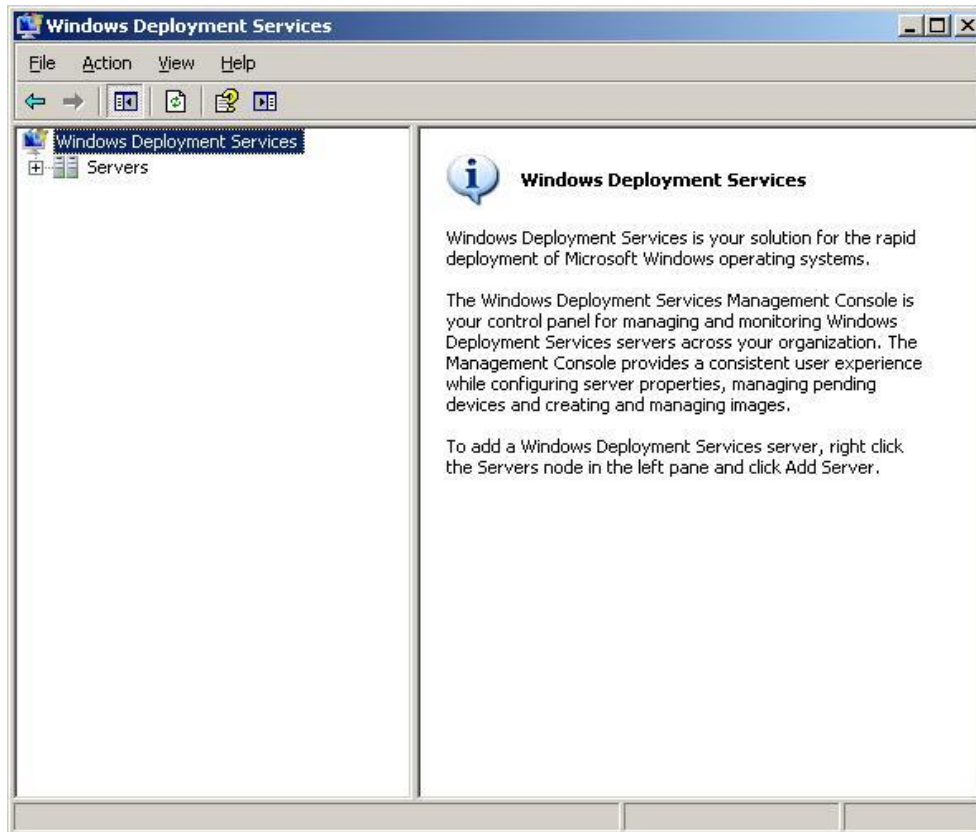 Windows Deployment Services
File Action View Help
Windows Deployment Services
Servers
Windows Deployment Services
Windows Deployment Services is your solution for the rapid
deployment of Microsoft Windows operating systems.
The Windows Deployment Services Management Console is
your control panel for managing and monitoring Windows
Deployment Services servers across your organization. The
Management Console provides a consistent user experience
while configuring server properties, managing pending
devices and creating and managing images.
To add a Windows Deployment Services server, right click
the Servers node in the left pane and click Add Server.